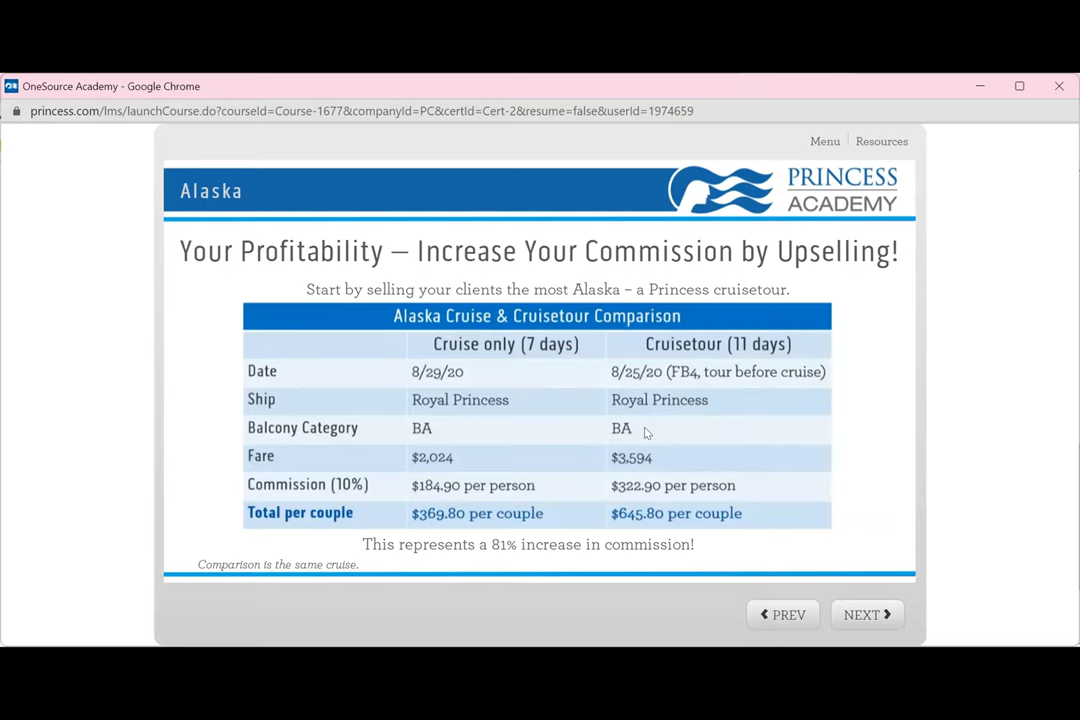 OneSource Academy - Google Chrome
princess.com/lms/launchCourse.do?courseId=Course-1677&companyId=PC&certId=Cert-2&resume=false&userId=1974659
Menu Resources
Alaska
PRINCESS
ACADEMY
Your Profitability — Increase Your Commission by Upselling!
Start by selling your clients the most Alaska – a Princess cruisetour.
Alaska Cruise & Cruisetour Comparison
Cruise only (7 days) Cruisetour (11 days)
Date 8/29/20 8/25/20 (FB4, tour before cruise)
Ship Royal Princess Royal Princess
Balcony Category BA BA
Fare $2,024 $3,594
Commission (10%) $184.90 per person $322.90 per person
Total per couple $369.80 per couple $645.80 per couple
This represents a 81% increase in commission!
Comparison is the same cruise.
PREV NEXT